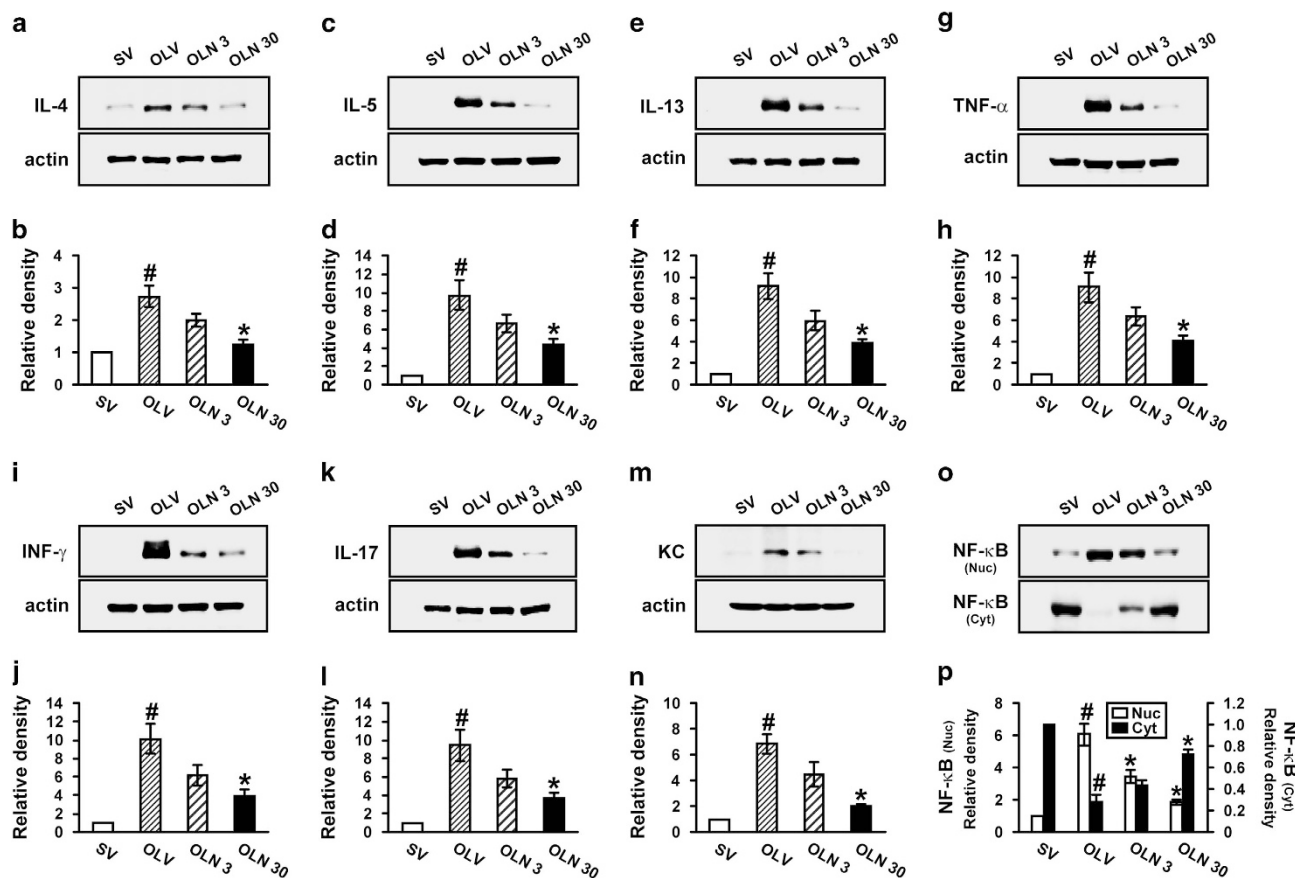 a
SV OLV OLN 3 OLN 30
IL-4
actin
c
SV OLV OLN 3 OLN 30
IL-5
actin
e
SV OLV OLN 3 OLN 30
IL-13
actin
g
SV OLV OLN 3 OLN 30
TNF-α
actin
b
Relative density
4
3
2
1
0
# *
SV OLV OLN 3 OLN 30
d
Relative density
14
12
10
8
6
4
2
0
# *
SV OLV OLN 3 OLN 30
f
Relative density
12
10
8
6
4
2
0
# *
SV OLV OLN 3 OLN 30
h
Relative density
12
10
8
6
4
2
0
# *
SV OLV OLN 3 OLN 30
i
SV OLV OLN 3 OLN 30
INF-γ
actin
k
SV OLV OLN 3 OLN 30
IL-17
actin
m
SV OLV OLN 3 OLN 30
KC
actin
o
SV OLV OLN 3 OLN 30
NF-κB
(Nuc)
NF-κB
(Cyt)
j
Relative density
14
12
10
8
6
4
2
0
# *
SV OLV OLN 3 OLN 30
l
Relative density
14
12
10
8
6
4
2
0
# *
SV OLV OLN 3 OLN 30
n
Relative density
10
8
6
4
2
0
# *
SV OLV OLN 3 OLN 30
p
NF-κB (Nuc)
Relative density
8
6
4
2
0
Nuc
Cyt
# # * * *
1.2
1.0
0.8
0.6
0.4
0.2
0
NF-κB (Cyt)
Relative density
SV OLV OLN 3 OLN 30